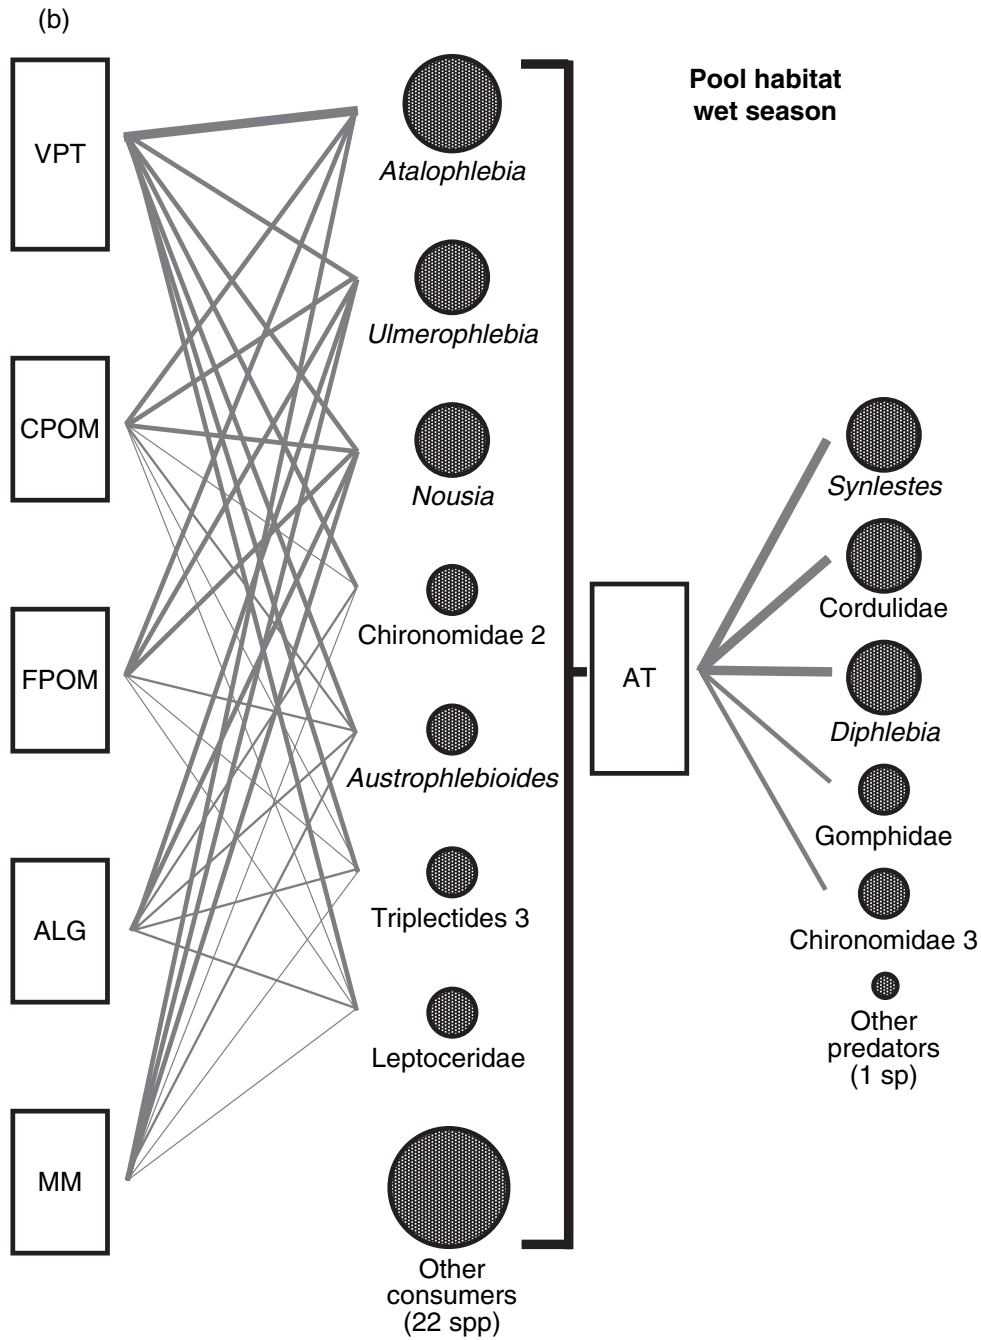 (b)
Pool habitat
wet season
VPT
CPOM
FPOM
ALG
MM
Atalophlebia
Ulmerophlebia
Nousia
Chironomidae 2
Austrophlebioides
Triplectides 3
Leptoceridae
Other
consumers
(22 spp)
AT
Synlestes
Cordulidae
Diphlebia
Gomphidae
Chironomidae 3
Other
predators
(1 sp)